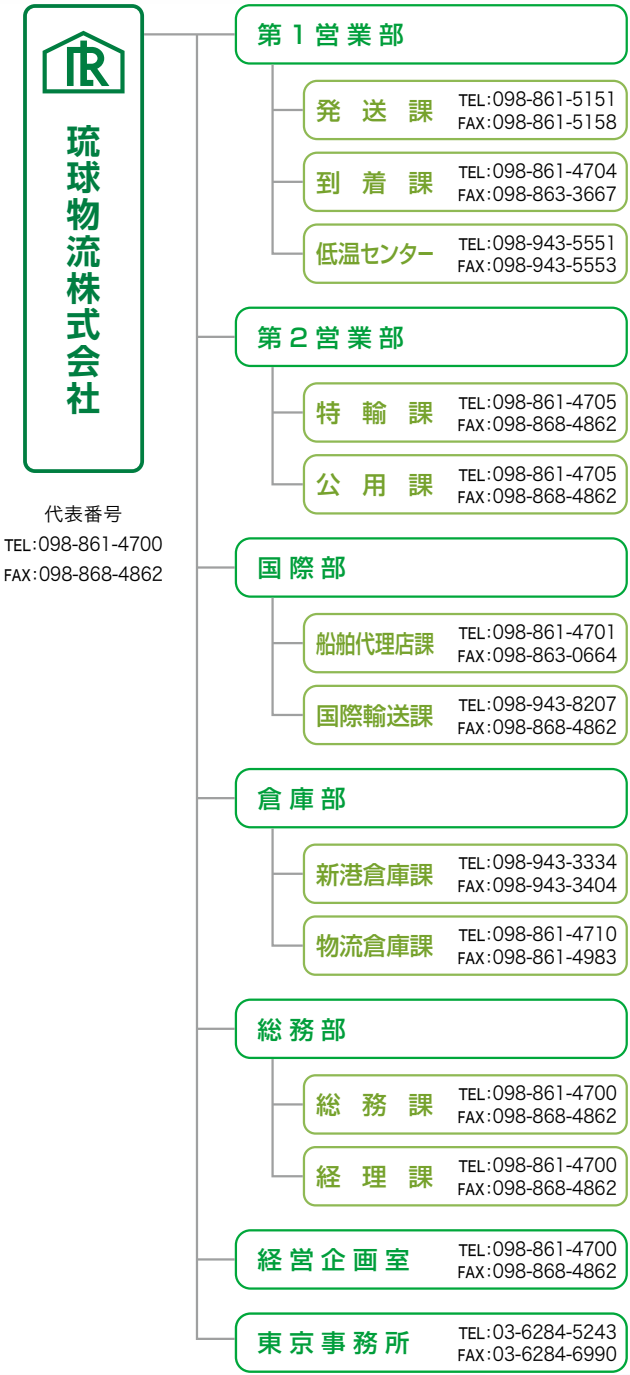 琉球物流株式会社
代表番号
TEL:098-861-4700
FAX:098-868-4862
第1営業部
発送課
TEL:098-861-5151
FAX:098-861-5158
到着課
TEL:098-861-4704
FAX:098-863-3667
低温センター
TEL:098-943-5551
FAX:098-943-5553
第2営業部
特輸課
TEL:098-861-4705
FAX:098-868-4862
公用課
TEL:098-861-4705
FAX:098-868-4862
国際部
船舶代理店課
TEL:098-861-4701
FAX:098-863-0664
国際輸送課
TEL:098-943-8207
FAX:098-868-4862
倉庫部
新港倉庫課
TEL:098-943-3334
FAX:098-943-3404
物流倉庫課
TEL:098-861-4710
FAX:098-861-4983
総務部
総務課
TEL:098-861-4700
FAX:098-868-4862
経理課
TEL:098-861-4700
FAX:098-868-4862
経営企画室
TEL:098-861-4700
FAX:098-868-4862
東京事務所
TEL:03-6284-5243
FAX:03-6284-6990